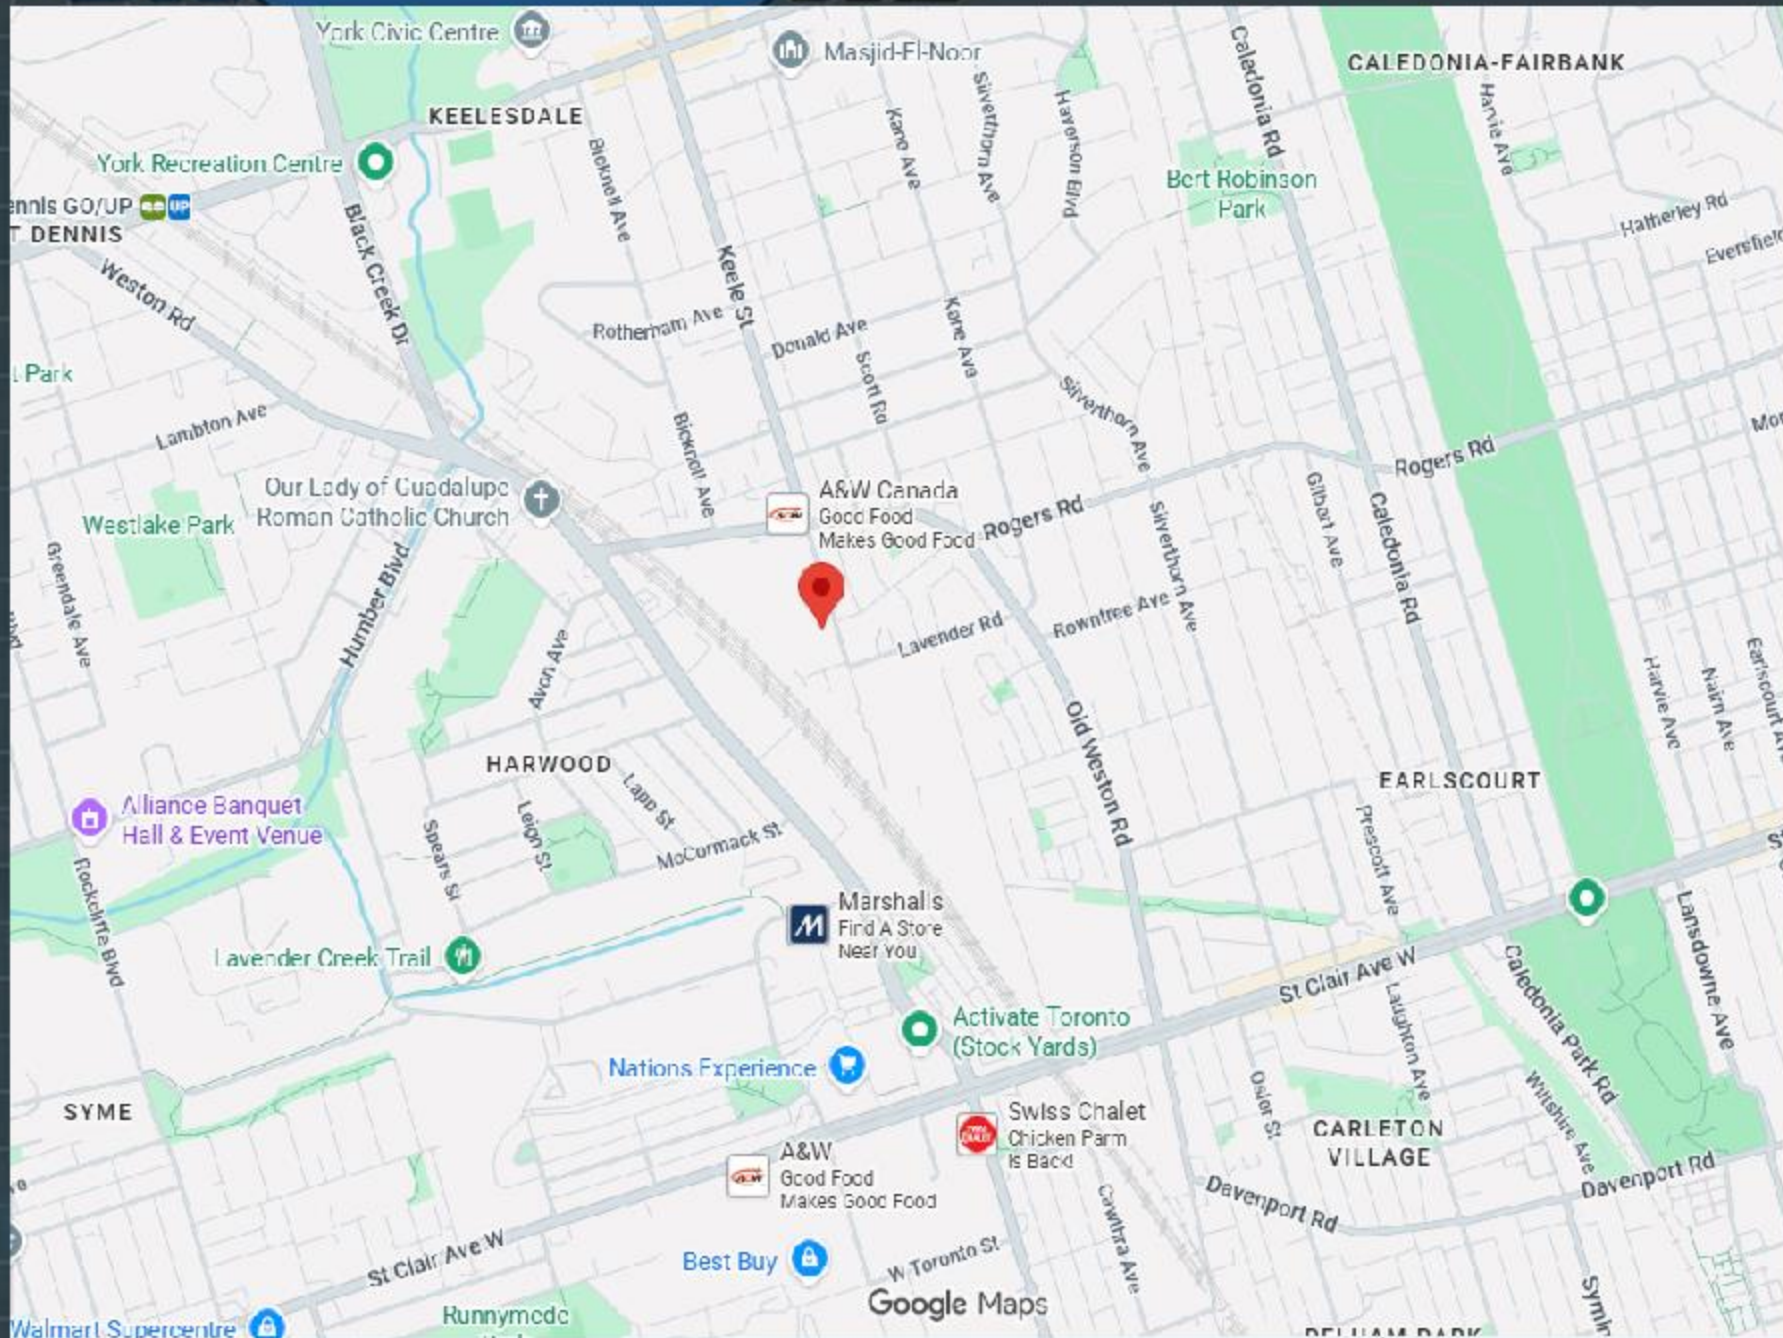 York Civic Centre
Masjid-El-Noor
CALEDONIA-FAIRBANK
KEELESDALE
York Recreation Centre
GO/UP
UP
T DENNIS
Weston Rd
Black Creek Dr
Bicknell Ave
Keele St
Kane Ave
Silverthorn Ave
Haverson Blvd
Caledonia Rd
Bert Robinson
Park
Harvie Ave
Hatherley Rd
Park
Rotherham Ave
Donald Ave
Scott Rd
Kane Ave
Silverthorn Ave
Lambton Ave
Bicknell Ave
Rogers Rd
Our Lady of Guadalupe
Roman Catholic Church
Westlake Park
Greendale Ave
Humber Blvd
A&W Canada
Good Food
Makes Good Food
Rogers Rd
Silverthorn Ave
Gilbert Ave
Caledonia Rd
Avon Ave
Lavender Rd
Rowntree Ave
Old Weston Rd
Harvie Ave
Nairn Ave
Earlscourt
HARWOOD
EARLSCOURT
Alliance Banquet
Hall & Event Venue
Lapp St
Leigh St
Spears St
McCormack St
Prescott Ave
Rockcliffe Blvd
Marshalls
Find A Store
Near You
Lavender Creek Trail
St Clair Ave W
Laughton Ave
Caledonia Park Rd
Lansdowne Ave
Activate Toronto
(Stock Yards)
Nations Experience
SYME
Swiss Chalet
Chicken Parm
Is Back!
Osler St
CARLETON
VILLAGE
Wiltshire Ave
Davenport Rd
A&W
Good Food
Makes Good Food
Davenport Rd
Cawthra Ave
St Clair Ave W
Best Buy
W Toronto St
Google Maps
Runnymede
Walmart Supercentre